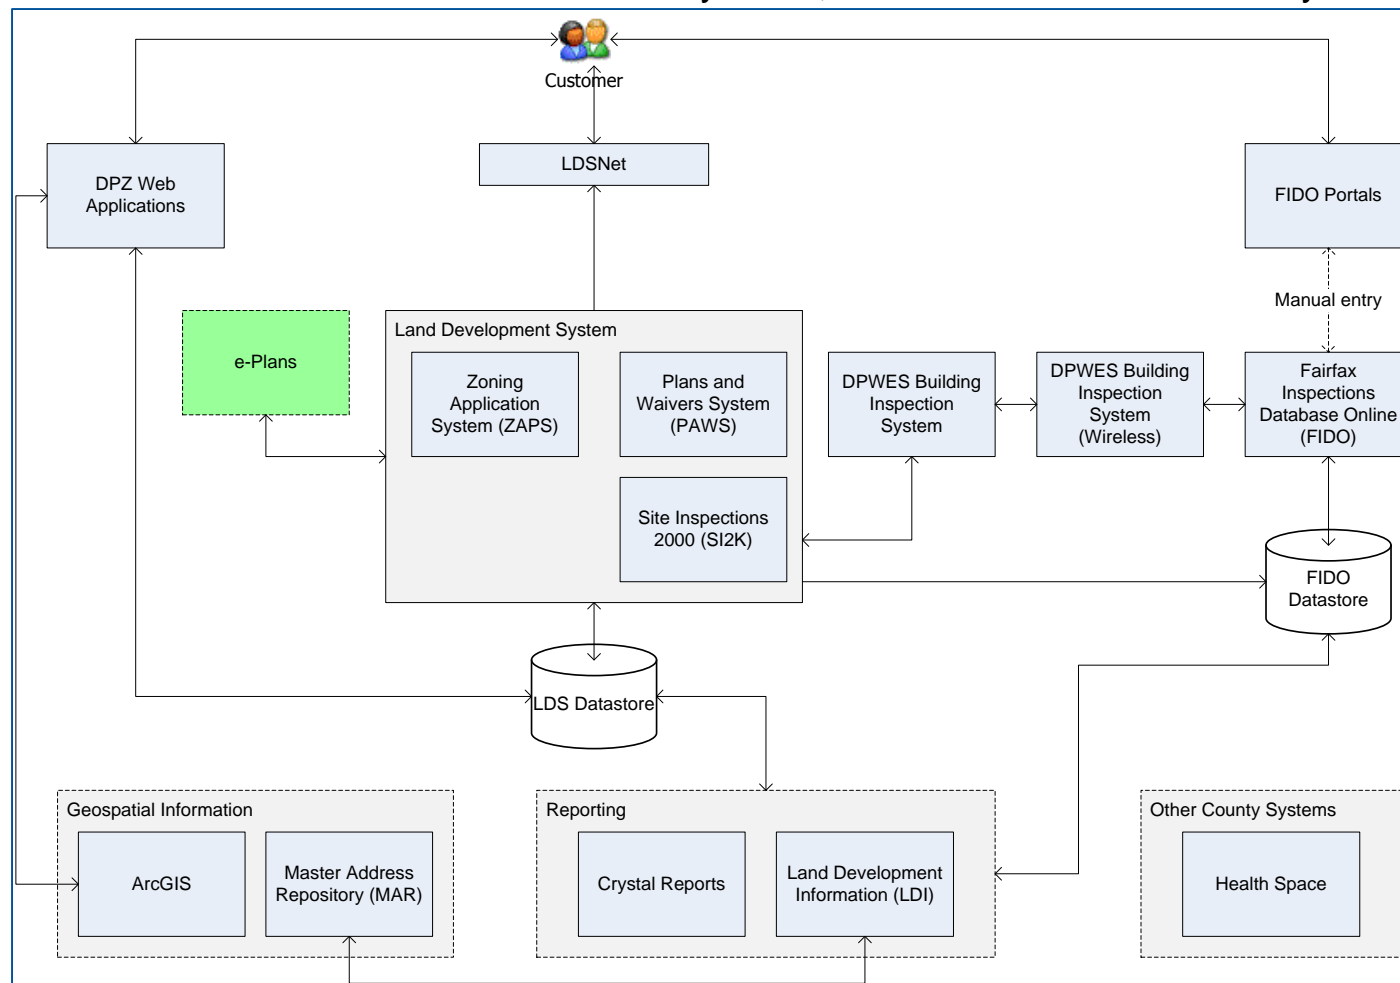 Customer
DPZ Web
Applications
LDSNet
FIDO Portals
Manual entry
e-Plans
Land Development System
Zoning
Application
System (ZAPS)
Plans and
Waivers System
(PAWS)
Site Inspections
2000 (SI2K)
DPWES Building
Inspection
System
DPWES Building
Inspection
System
(Wireless)
Fairfax
Inspections
Database Online
(FIDO)
FIDO
Datastore
LDS Datastore
Geospatial Information
ArcGIS
Master Address
Repository (MAR)
Reporting
Crystal Reports
Land Development
Information (LDI)
Other County Systems
Health Space